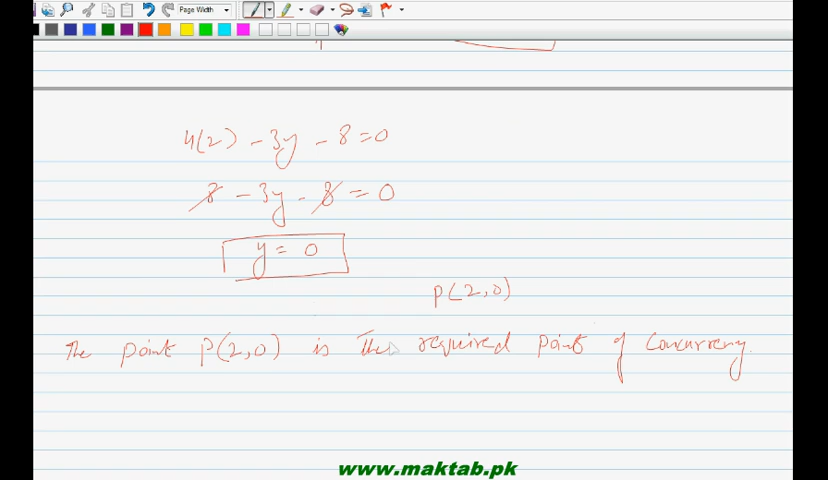 Page Width
4(2) - 3y - 8 = 0
8 - 3y - 8 = 0
y = 0
P(2,0)
The point P(2,0) is the required point of concurrency.
www.maktab.pk